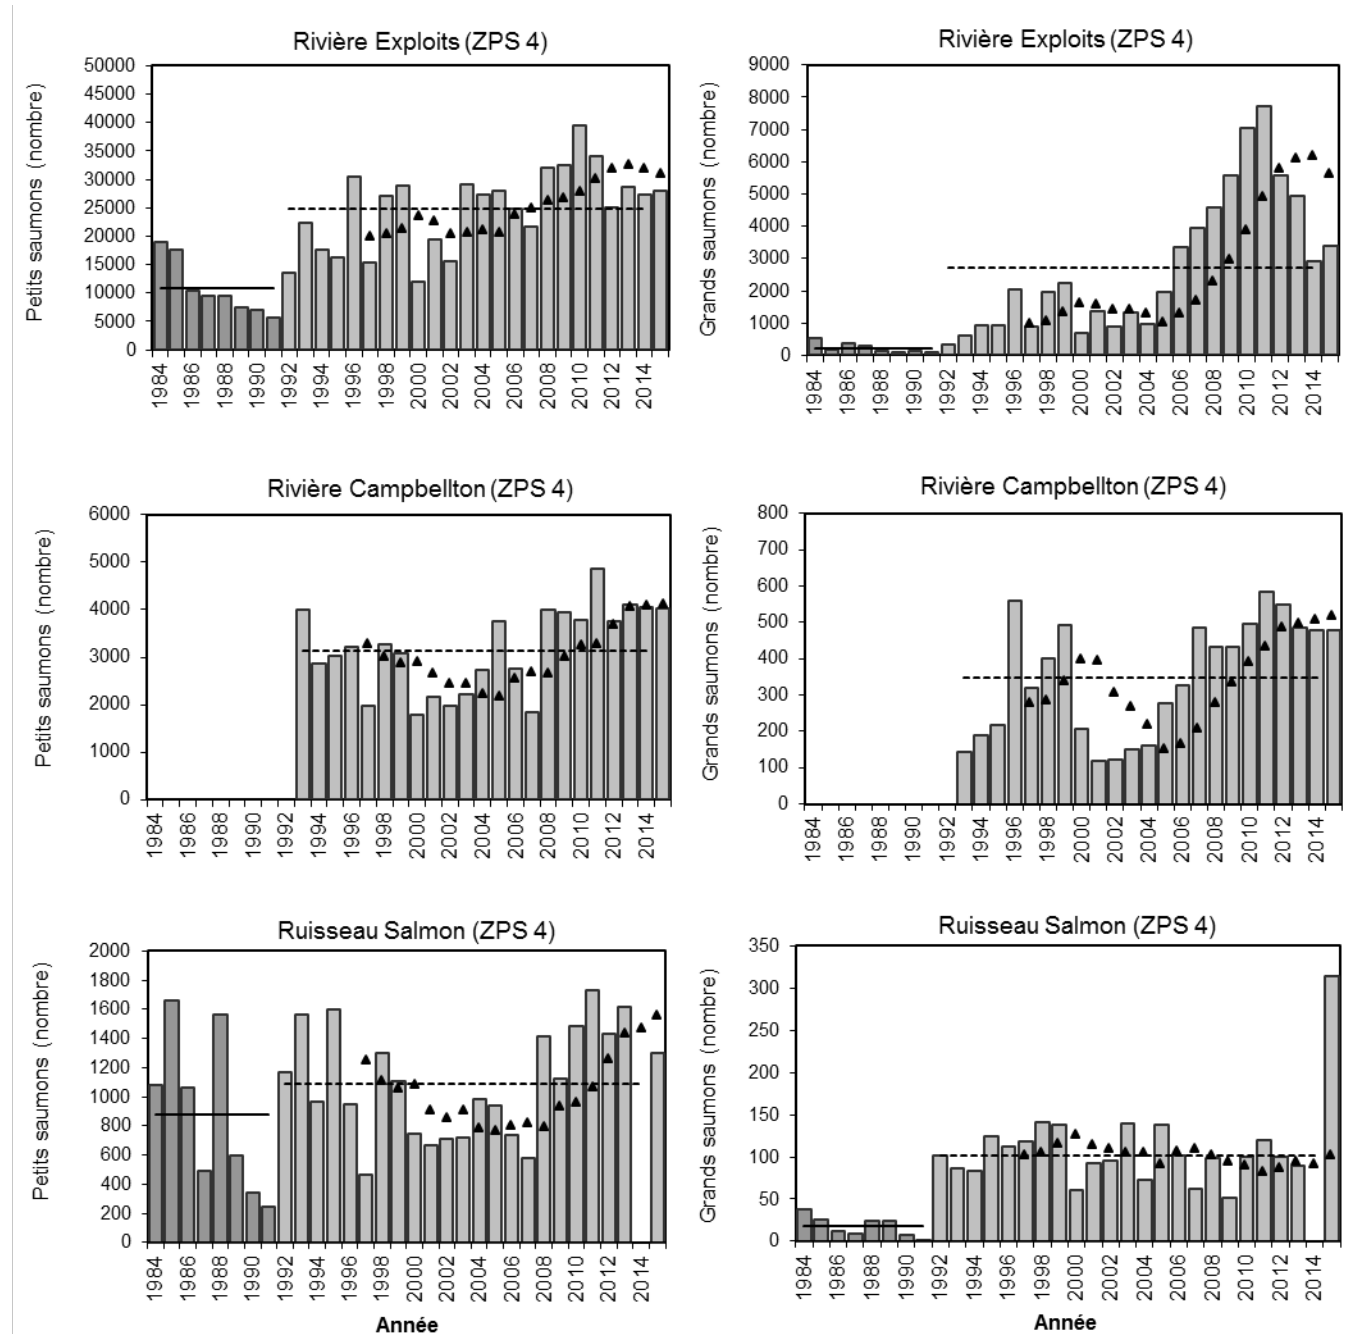 Rivière Exploits (ZPS 4)
Petits saumons (nombre)
50000
45000
40000
35000
30000
25000
20000
15000
10000
5000
0
1984 1986 1988 1990 1992 1994 1996 1998 2000 2002 2004 2006 2008 2010 2012 2014
Rivière Exploits (ZPS 4)
Grands saumons (nombre)
9000
8000
7000
6000
5000
4000
3000
2000
1000
0
1984 1986 1988 1990 1992 1994 1996 1998 2000 2002 2004 2006 2008 2010 2012 2014
Rivière Campbellton (ZPS 4)
Petits saumons (nombre)
6000
5000
4000
3000
2000
1000
0
1984 1986 1988 1990 1992 1994 1996 1998 2000 2002 2004 2006 2008 2010 2012 2014
Rivière Campbellton (ZPS 4)
Grands saumons (nombre)
800
700
600
500
400
300
200
100
0
1984 1986 1988 1990 1992 1994 1996 1998 2000 2002 2004 2006 2008 2010 2012 2014
Ruisseau Salmon (ZPS 4)
Petits saumons (nombre)
2000
1800
1600
1400
1200
1000
800
600
400
200
0
1984 1986 1988 1990 1992 1994 1996 1998 2000 2002 2004 2006 2008 2010 2012 2014
Année
Ruisseau Salmon (ZPS 4)
Grands saumons (nombre)
350
300
250
200
150
100
50
0
1984 1986 1988 1990 1992 1994 1996 1998 2000 2002 2004 2006 2008 2010 2012 2014
Année